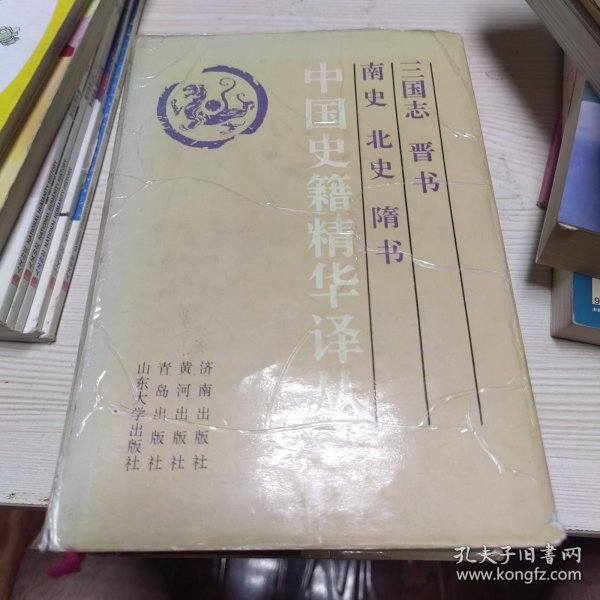 三国志 晋书
南史 北史 隋书
中国史籍精华译丛
济南出版社
黄河出版社
青岛出版社
山东大学出版社
孔夫子旧书网
www.kongfz.com